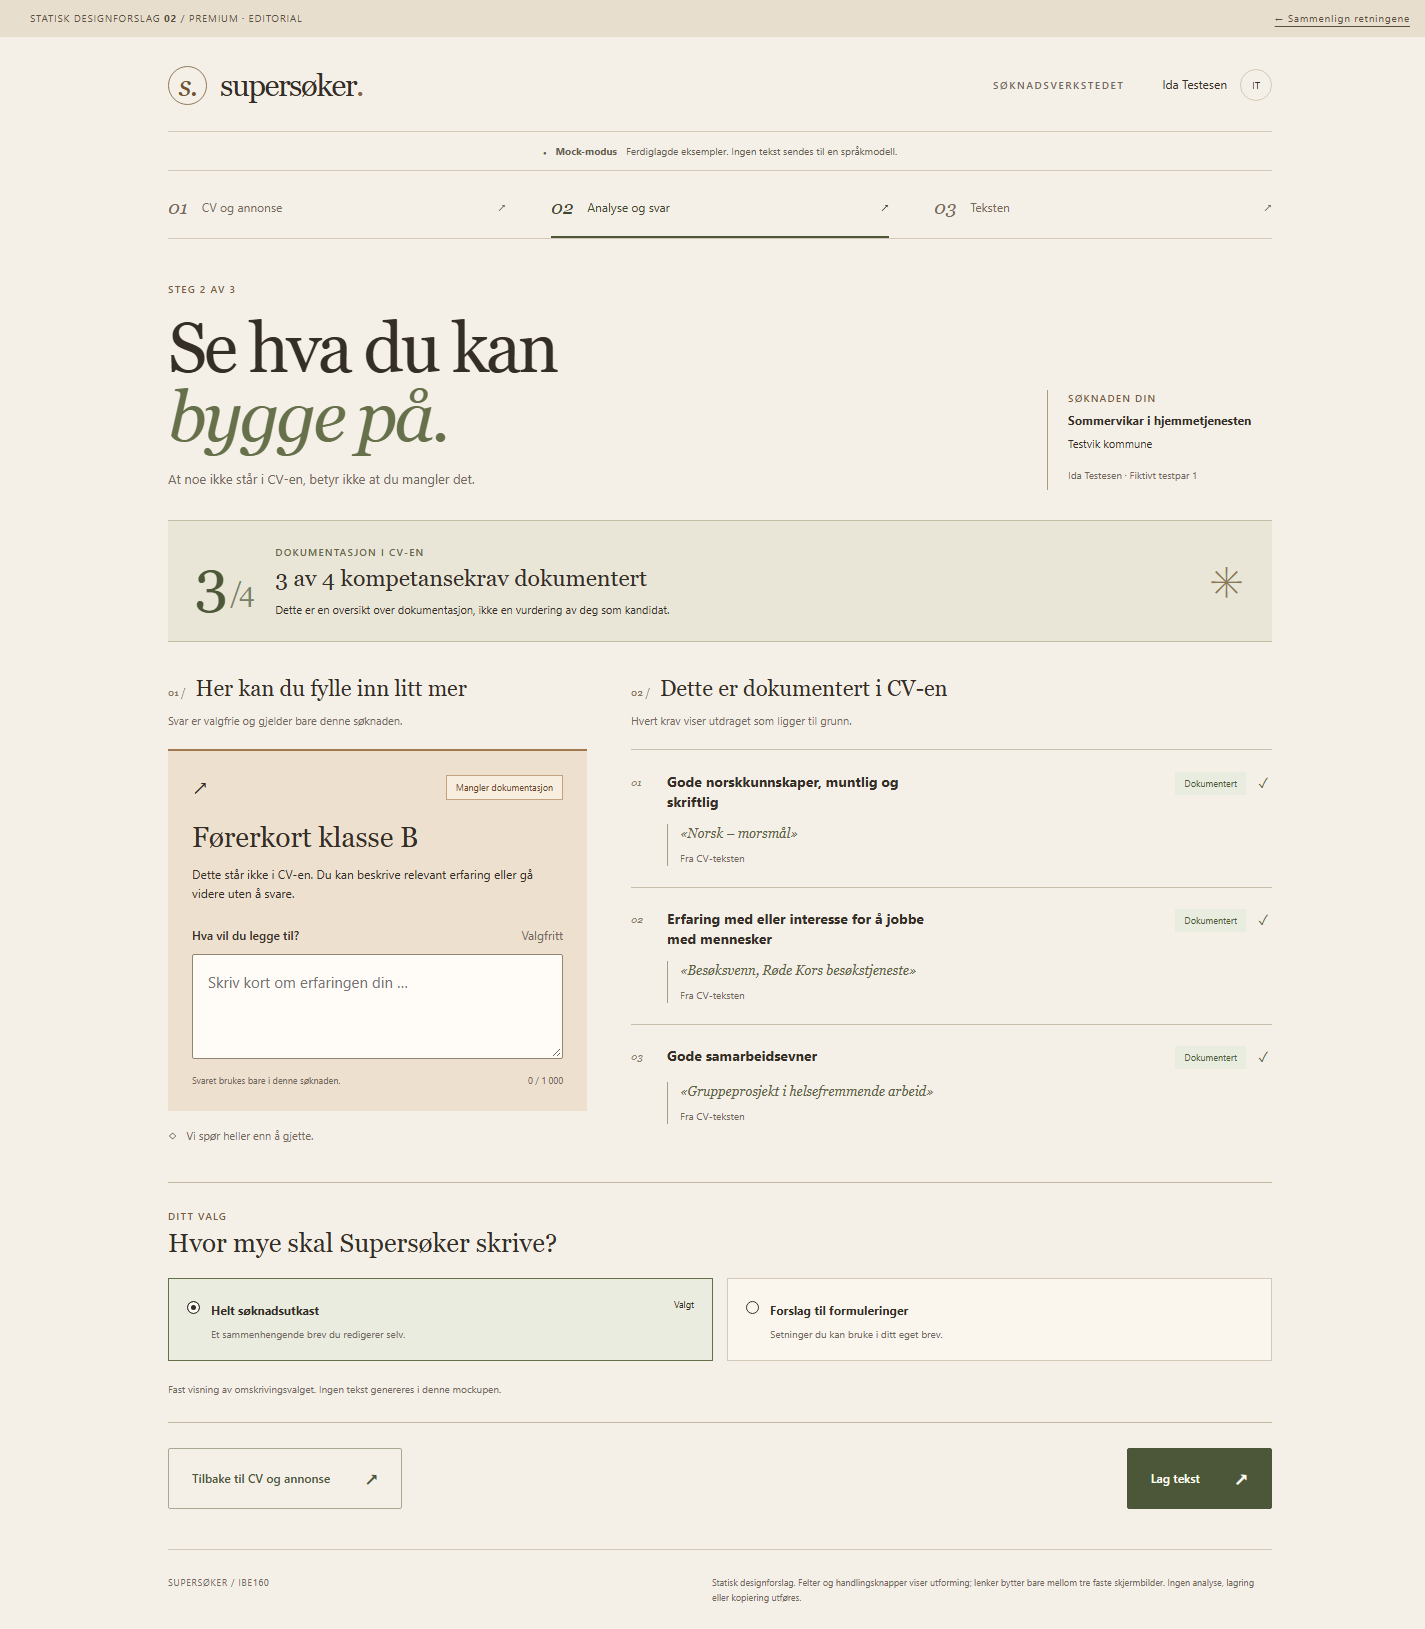 STATISK DESIGNFORSLAG 02 / PREMIUM · EDITORIAL
← Sammenlign retningene
s. supersøker.
SØKNADSVERKSTEDET
Ida Testesen
IT
• Mock-modus Ferdiglagde eksempler. Ingen tekst sendes til en språkmodell.
01 CV og annonse ↗
02 Analyse og svar ↗
03 Teksten ↗
STEG 2 AV 3
Se hva du kan
bygge på.
At noe ikke står i CV-en, betyr ikke at du mangler det.
SØKNADEN DIN
Sommervikar i hjemmetjenesten
Testvik kommune
Ida Testesen · Fiktivt testpar 1
3/4
DOKUMENTASJON I CV-EN
3 av 4 kompetansekrav dokumentert
Dette er en oversikt over dokumentasjon, ikke en vurdering av deg som kandidat.
01 / Her kan du fylle inn litt mer
Svar er valgfrie og gjelder bare denne søknaden.
↗
Mangler dokumentasjon
Førerkort klasse B
Dette står ikke i CV-en. Du kan beskrive relevant erfaring eller gå
videre uten å svare.
Hva vil du legge til?
Valgfritt
Skriv kort om erfaringen din ...
Svaret brukes bare i denne søknaden.
0 / 1 000
◇ Vi spør heller enn å gjette.
02 / Dette er dokumentert i CV-en
Hvert krav viser utdraget som ligger til grunn.
01 Gode norskkunnskaper, muntlig og
skriftlig
Dokumentert ✓
«Norsk – morsmål»
Fra CV-teksten
02 Erfaring med eller interesse for å jobbe
med mennesker
Dokumentert ✓
«Besøksvenn, Røde Kors besøkstjeneste»
Fra CV-teksten
03 Gode samarbeidsevner
Dokumentert ✓
«Gruppeprosjekt i helsefremmende arbeid»
Fra CV-teksten
DITT VALG
Hvor mye skal Supersøker skrive?
Helt søknadsutkast
Valgt
Et sammenhengende brev du redigerer selv.
Forslag til formuleringer
Setninger du kan bruke i ditt eget brev.
Fast visning av omskrivingsvalget. Ingen tekst genereres i denne mockupen.
Tilbake til CV og annonse ↗
Lag tekst ↗
SUPERSØKER / IBE160
Statisk designforslag. Felter og handlingsknapper viser utforming; lenker bytter bare mellom tre faste skjermbilder. Ingen analyse, lagring
eller kopiering utføres.